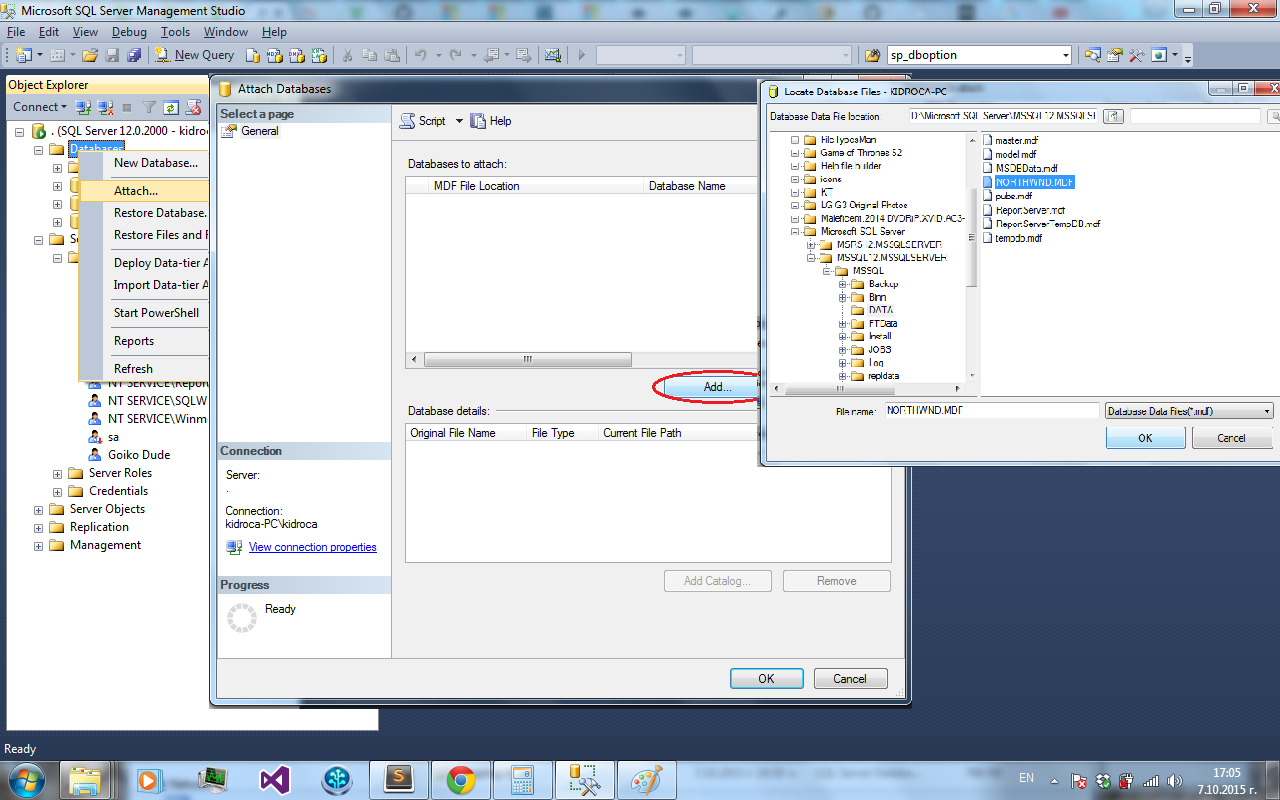 Microsoft SQL Server Management Studio
File Edit View Debug Tools Window Help
New Query
sp_dboption
Object Explorer
Connect
. (SQL Server 12.0.2000 - kidroc
Databases
New Database...
Attach...
Restore Database.
Restore Files and F
Deploy Data-tier A
Import Data-tier A
Start PowerShell
Reports
Refresh
NT SERVICE\Repor
NT SERVICE\SQLW
NT SERVICE\Winm
sa
Goiko Dude
Server Roles
Credentials
Server Objects
Replication
Management
Attach Databases
Select a page
General
Script Help
Databases to attach:
MDF File Location Database Name
Add...
Database details:
Original File Name File Type Current File Path
Add Catalog... Remove
Connection
Server:
.
Connection:
kidroca-PC\kidroca
View connection properties
Progress
Ready
OK Cancel
Locate Database Files - KIDROCA-PC
Database Data File location: D:\Microsoft SQL Server\MSSQL12.MSSQLSE
FileTypesMan
Game of Thrones S2
Help file builder
icons
KT
LG G3 Original Photos
Maleficent.2014.DVDRiP.XViD.AC3-
Microsoft SQL Server
MSRS12.MSSQLSERVER
MSSQL12.MSSQLSERVER
MSSQL
Backup
Binn
DATA
FTData
Install
JOBS
Log
repldata
master.mdf
model.mdf
MSDBData.mdf
NORTHWND.MDF
pubs.mdf
ReportServer.mdf
ReportServerTempDB.mdf
tempdb.mdf
File name: NORTHWND.MDF Database Data Files(*.mdf)
OK Cancel
Ready
EN
17:05
7.10.2015 г.